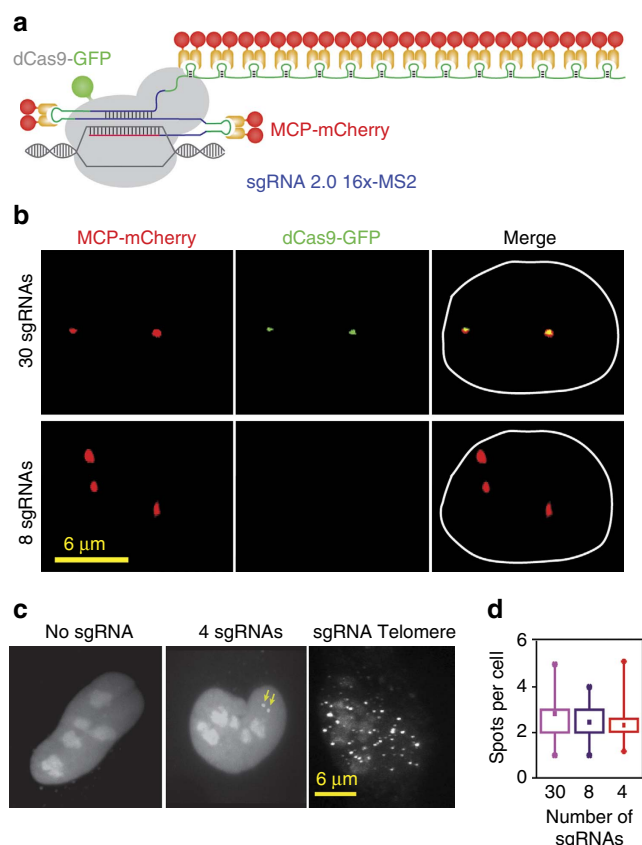 a
dCas9-GFP
MCP-mCherry
sgRNA 2.0 16x-MS2
b
MCP-mCherry dCas9-GFP Merge
30 sgRNAs
8 sgRNAs
6 μm
c
No sgRNA 4 sgRNAs sgRNA Telomere
6 μm
d
Spots per cell
6
4
2
0
30 8 4
Number of
sgRNAs